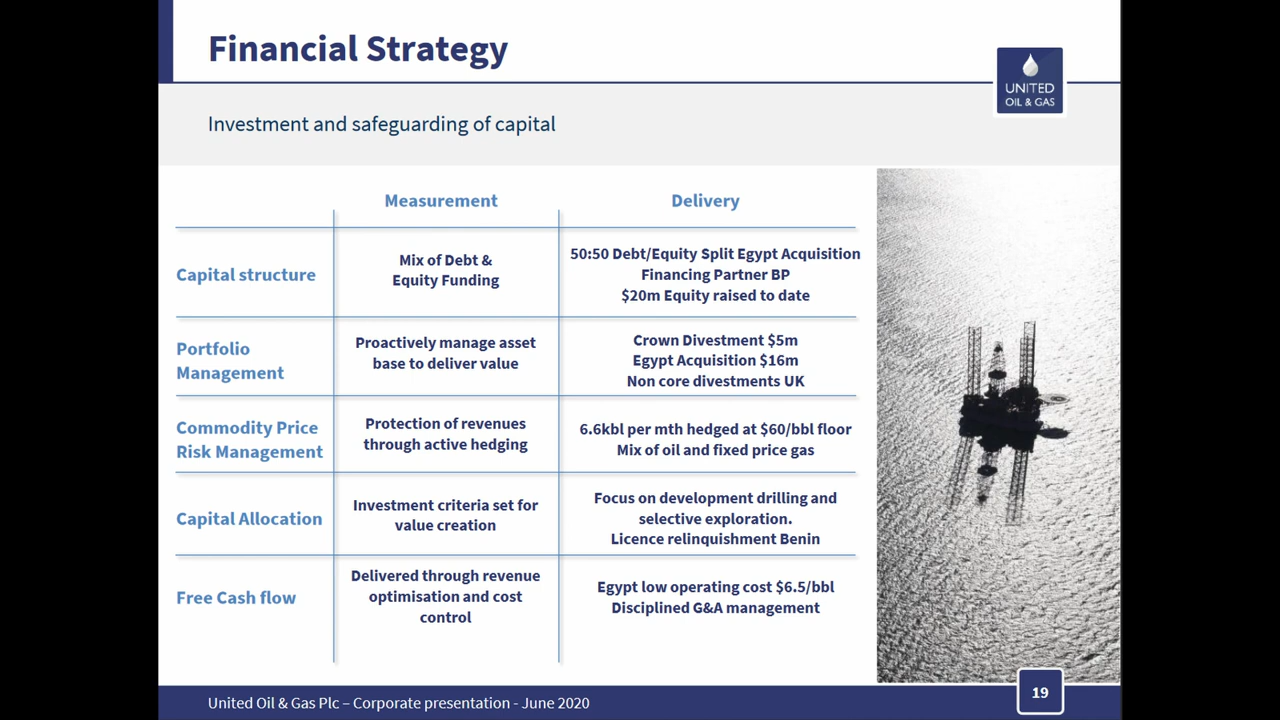 Financial Strategy
UNITED
OIL & GAS
Investment and safeguarding of capital
Measurement
Delivery
Capital structure
Mix of Debt &
Equity Funding
50:50 Debt/Equity Split Egypt Acquisition
Financing Partner BP
$20m Equity raised to date
Portfolio
Management
Proactively manage asset
base to deliver value
Crown Divestment $5m
Egypt Acquisition $16m
Non core divestments UK
Commodity Price
Risk Management
Protection of revenues
through active hedging
6.6kbl per mth hedged at $60/bbl floor
Mix of oil and fixed price gas
Capital Allocation
Investment criteria set for
value creation
Focus on development drilling and
selective exploration.
Licence relinquishment Benin
Free Cash flow
Delivered through revenue
optimisation and cost
control
Egypt low operating cost $6.5/bbl
Disciplined G&A management
United Oil & Gas Plc – Corporate presentation - June 2020
19